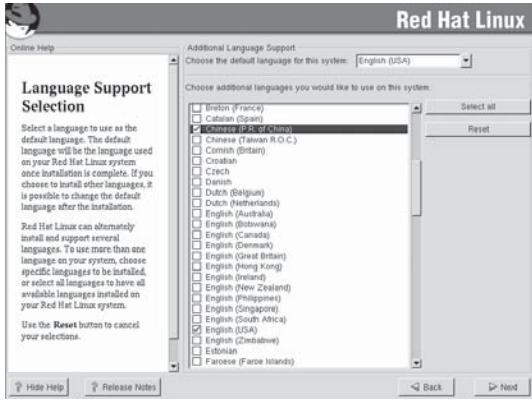 Red Hat Linux
Online Help
Language Support
Selection
Select a language to use as the
default language. The default
language will be the language used
on your Red Hat Linux system
once installation is complete. If you
choose to install other languages, it
is possible to change the default
language after the installation.
Red Hat Linux can alternately
install and support several
languages. To use more than one
language on your system, choose
specific languages to be installed,
or select all languages to have all
available languages installed on
your Red Hat Linux system.
Use the Reset button to cancel
your selections.
Additional Language Support
Choose the default language for this system: English (USA)
Choose additional languages you would like to use on this system:
Breton (France)
Catalan (Spain)
Chinese (P.R. of China)
Chinese (Taiwan R.O.C.)
Cornish (Britain)
Croatian
Czech
Danish
Dutch (Belgium)
Dutch (Netherlands)
English (Australia)
English (Botswana)
English (Canada)
English (Denmark)
English (Great Britain)
English (Hong Kong)
English (Ireland)
English (New Zealand)
English (Philippines)
English (Singapore)
English (South Africa)
English (USA)
English (Zimbabwe)
Estonian
Faroese (Faroe Islands)
Select all
Reset
Hide Help
Release Notes
Back
Next